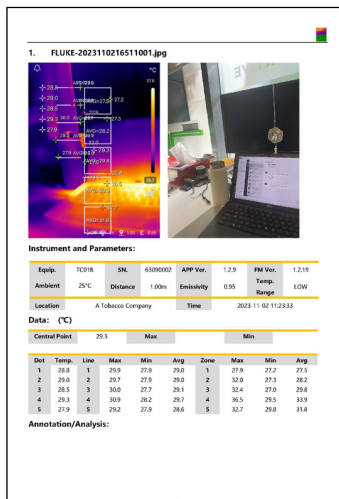 1. FLUKE-2023110216511001.jpg
°C
Instrument and Parameters:
Equip. TC01B SN. 63090002 APP Ver. 1.2.9 FM Ver. 1.2.19
Ambient 25°C Distance 1.00m Emissivity 0.95 Temp. Range LOW
Location A Tobacco Company Time 2023-11-02 11:23:33
Data: (°C)
Central Point 29.3 Max Min
Dot Temp. Line Max Min Avg Zone Max Min Avg
1 28.8 1 29.9 27.9 29.0 1 27.9 27.2 27.5
2 29.0 2 29.7 27.9 29.0 2 32.0 27.3 28.2
3 28.5 3 30.0 27.7 29.1 3 32.4 27.0 29.8
4 29.3 4 30.9 28.2 29.7 4 36.5 29.5 33.9
5 27.9 5 29.2 27.9 28.6 5 32.7 29.8 31.8
Annotation/Analysis: